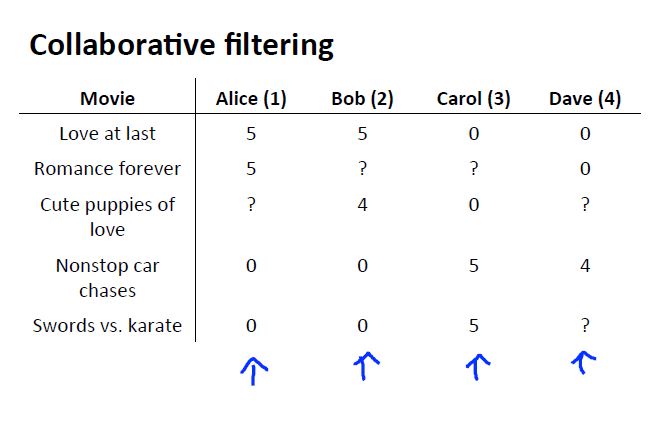 Collaborative filtering
Movie Alice (1) Bob (2) Carol (3) Dave (4)
Love at last 5 5 0 0
Romance forever 5 ? ? 0
Cute puppies of ? 4 0 ?
love
Nonstop car 0 0 5 4
chases
Swords vs. karate 0 0 5 ?